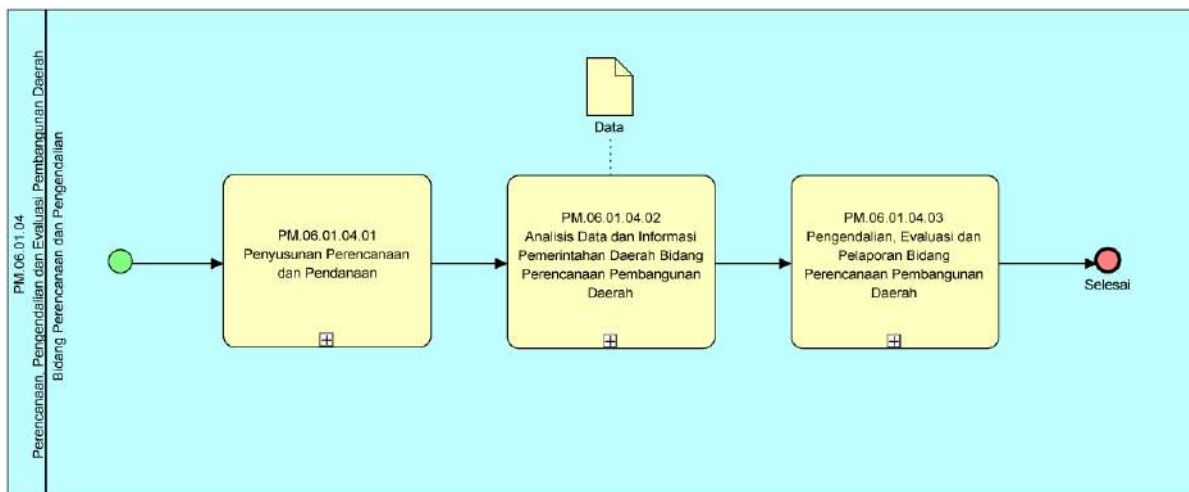 PM.06.01.04
Perencanaan, Pengendalian dan Evaluasi Pembangunan Daerah
Bidang Perencanaan dan Pengendalian
Data
PM.06.01.04.01
Penyusunan Perencanaan
dan Pendanaan
PM.06.01.04.02
Analisis Data dan Informasi
Pemerintahan Daerah Bidang
Perencanaan Pembangunan
Daerah
PM.06.01.04.03
Pengendalian, Evaluasi dan
Pelaporan Bidang
Perencanaan Pembangunan
Daerah
Selesai